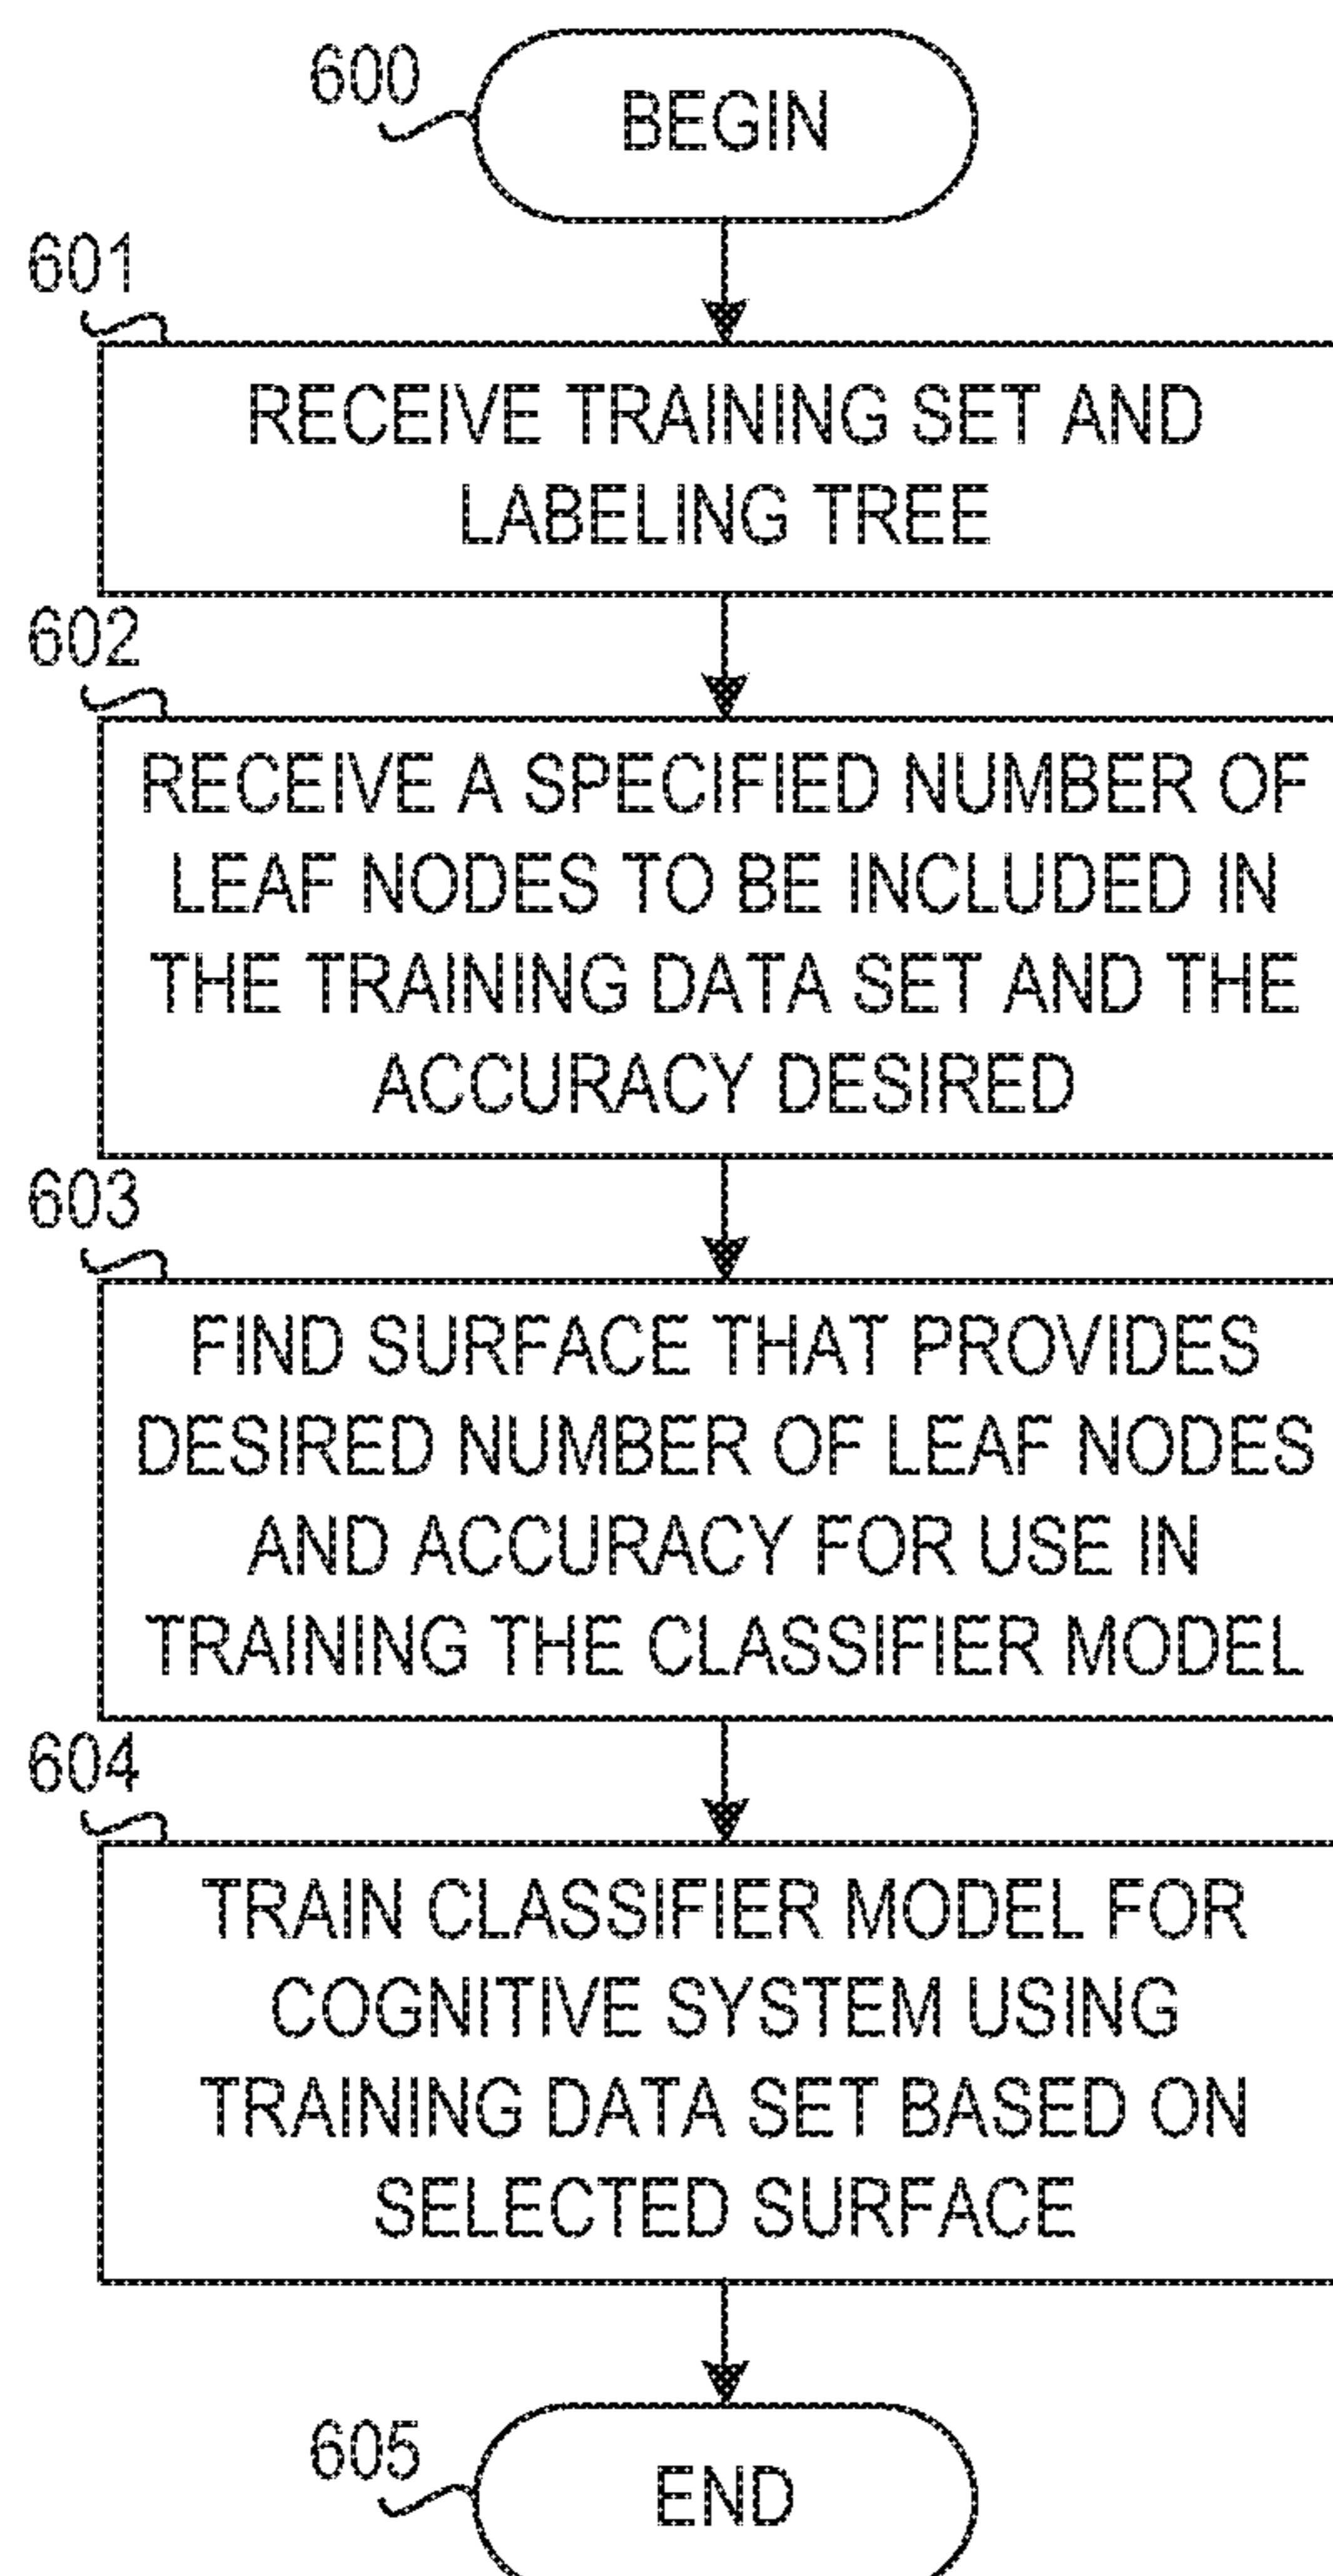 600
BEGIN
601
RECEIVE TRAINING SET AND
LABELING TREE
602
RECEIVE A SPECIFIED NUMBER OF
LEAF NODES TO BE INCLUDED IN
THE TRAINING DATA SET AND THE
ACCURACY DESIRED
603
FIND SURFACE THAT PROVIDES
DESIRED NUMBER OF LEAF NODES
AND ACCURACY FOR USE IN
TRAINING THE CLASSIFIER MODEL
604
TRAIN CLASSIFIER MODEL FOR
COGNITIVE SYSTEM USING
TRAINING DATA SET BASED ON
SELECTED SURFACE
605
END